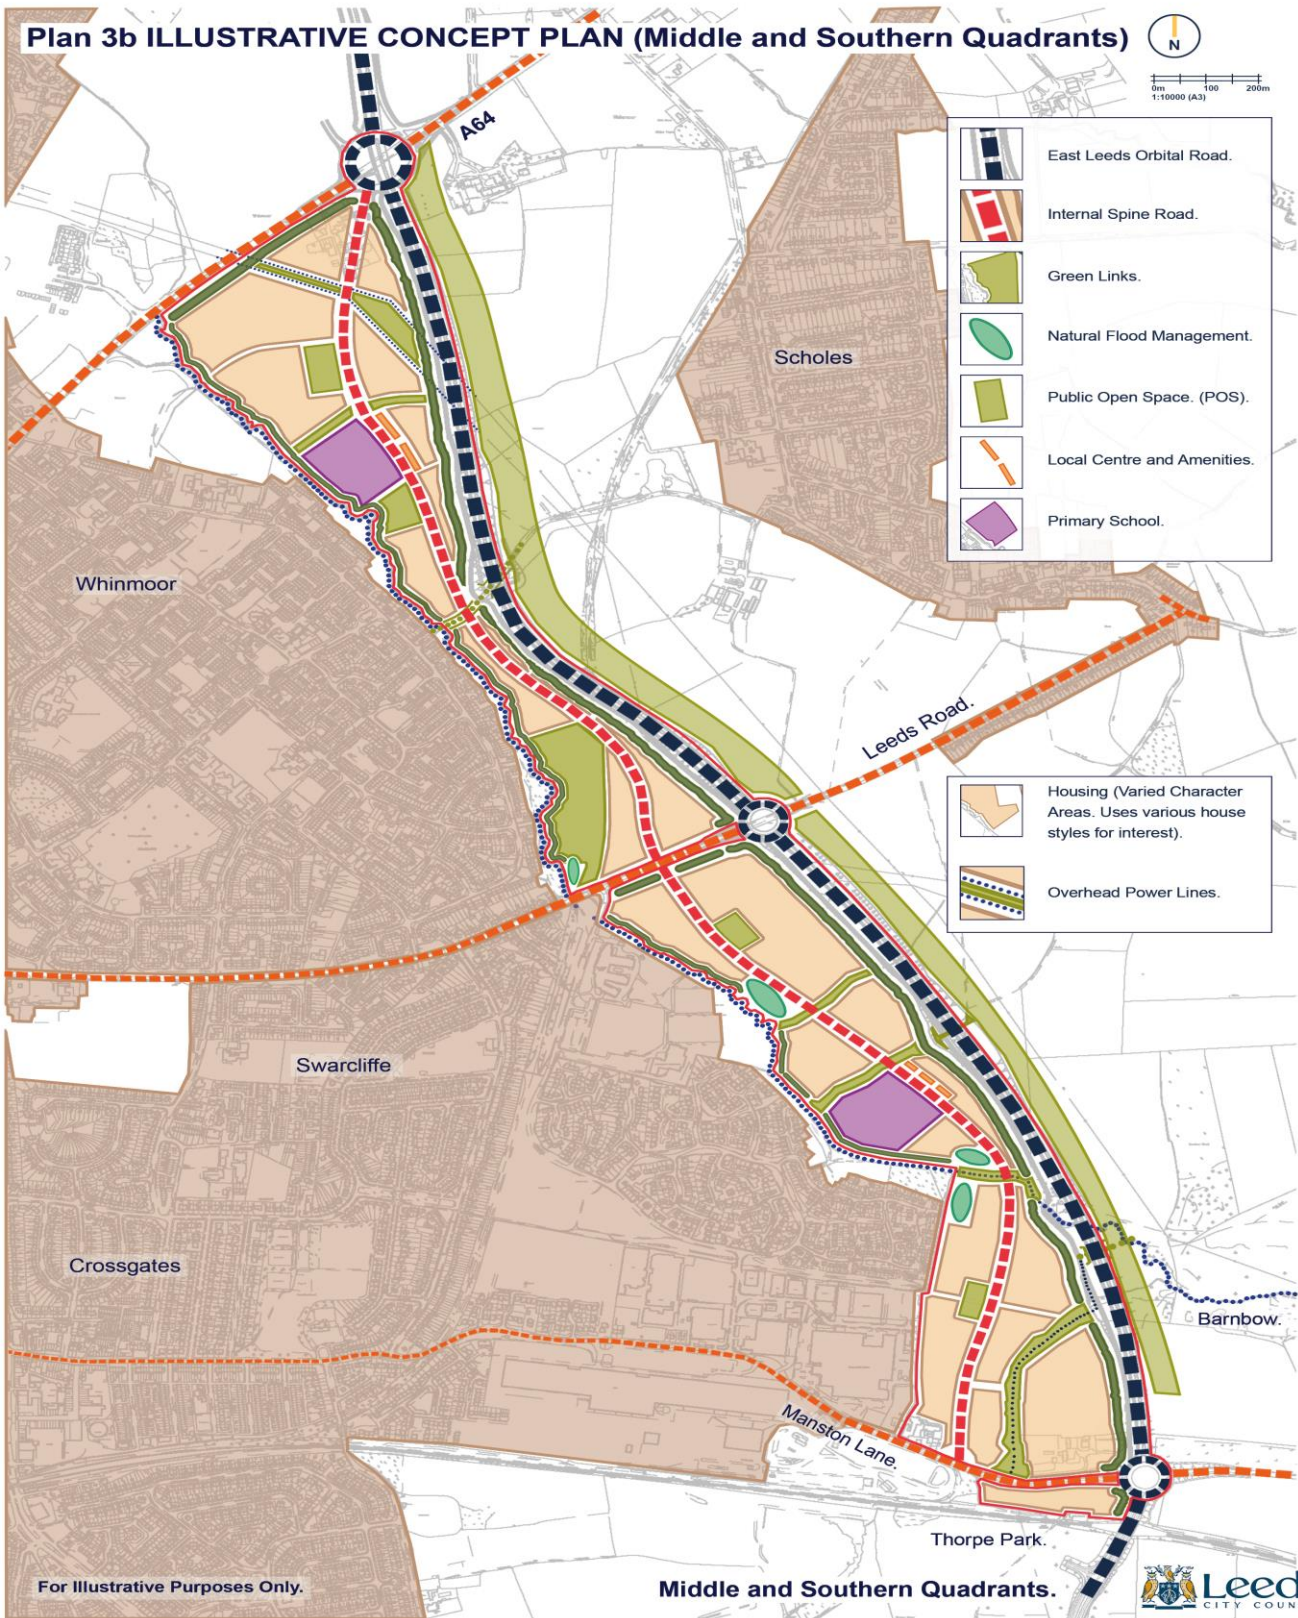 Plan 3b ILLUSTRATIVE CONCEPT PLAN (Middle and Southern Quadrants)
N
0m 100 200m
1:10000 (A3)
A64
East Leeds Orbital Road.
Internal Spine Road.
Green Links.
Natural Flood Management.
Public Open Space. (POS).
Local Centre and Amenities.
Primary School.
Scholes
Whinmoor
Leeds Road.
Housing (Varied Character
Areas. Uses various house
styles for interest).
Overhead Power Lines.
Swarcliffe
Crossgates
Barnbow.
Manston Lane.
Thorpe Park.
For Illustrative Purposes Only.
Middle and Southern Quadrants.
Leed
CITY COUN